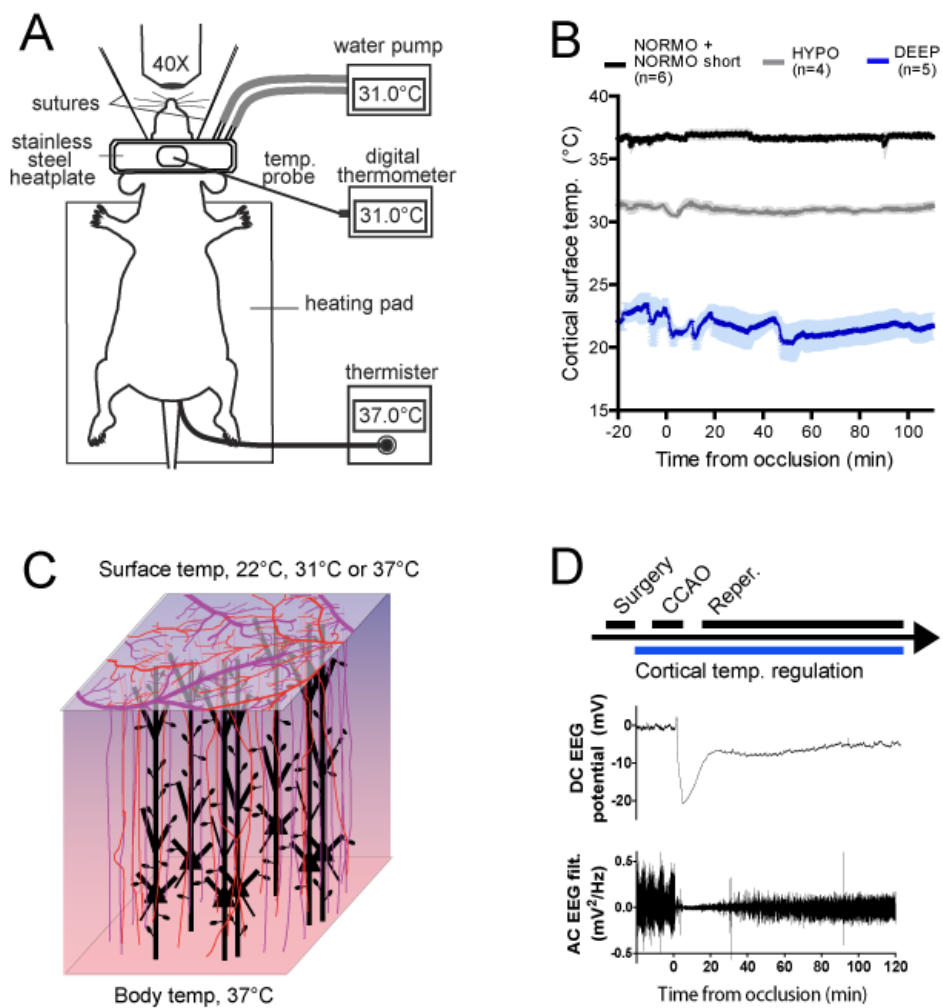 A
40X
water pump
31.0°C
sutures
stainless
steel
heatplate
temp.
probe
digital
thermometer
31.0°C
heating pad
thermister
37.0°C
B
NORMO +
NORMO short
(n=6)
HYPO
(n=4)
DEEP
(n=5)
Cortical surface temp. (°C)
40
35
30
25
20
15
-20 0 20 40 60 80 100
Time from occlusion (min)
C
Surface temp, 22°C, 31°C or 37°C
Body temp, 37°C
D
Surgery
CCAO
Reper.
Cortical temp. regulation
DC EEG
potential (mV)
0
-10
-20
AC EEG filt.
(mV²/Hz)
0.5
0.0
-0.5
0 20 40 60 80 100 120
Time from occlusion (min)